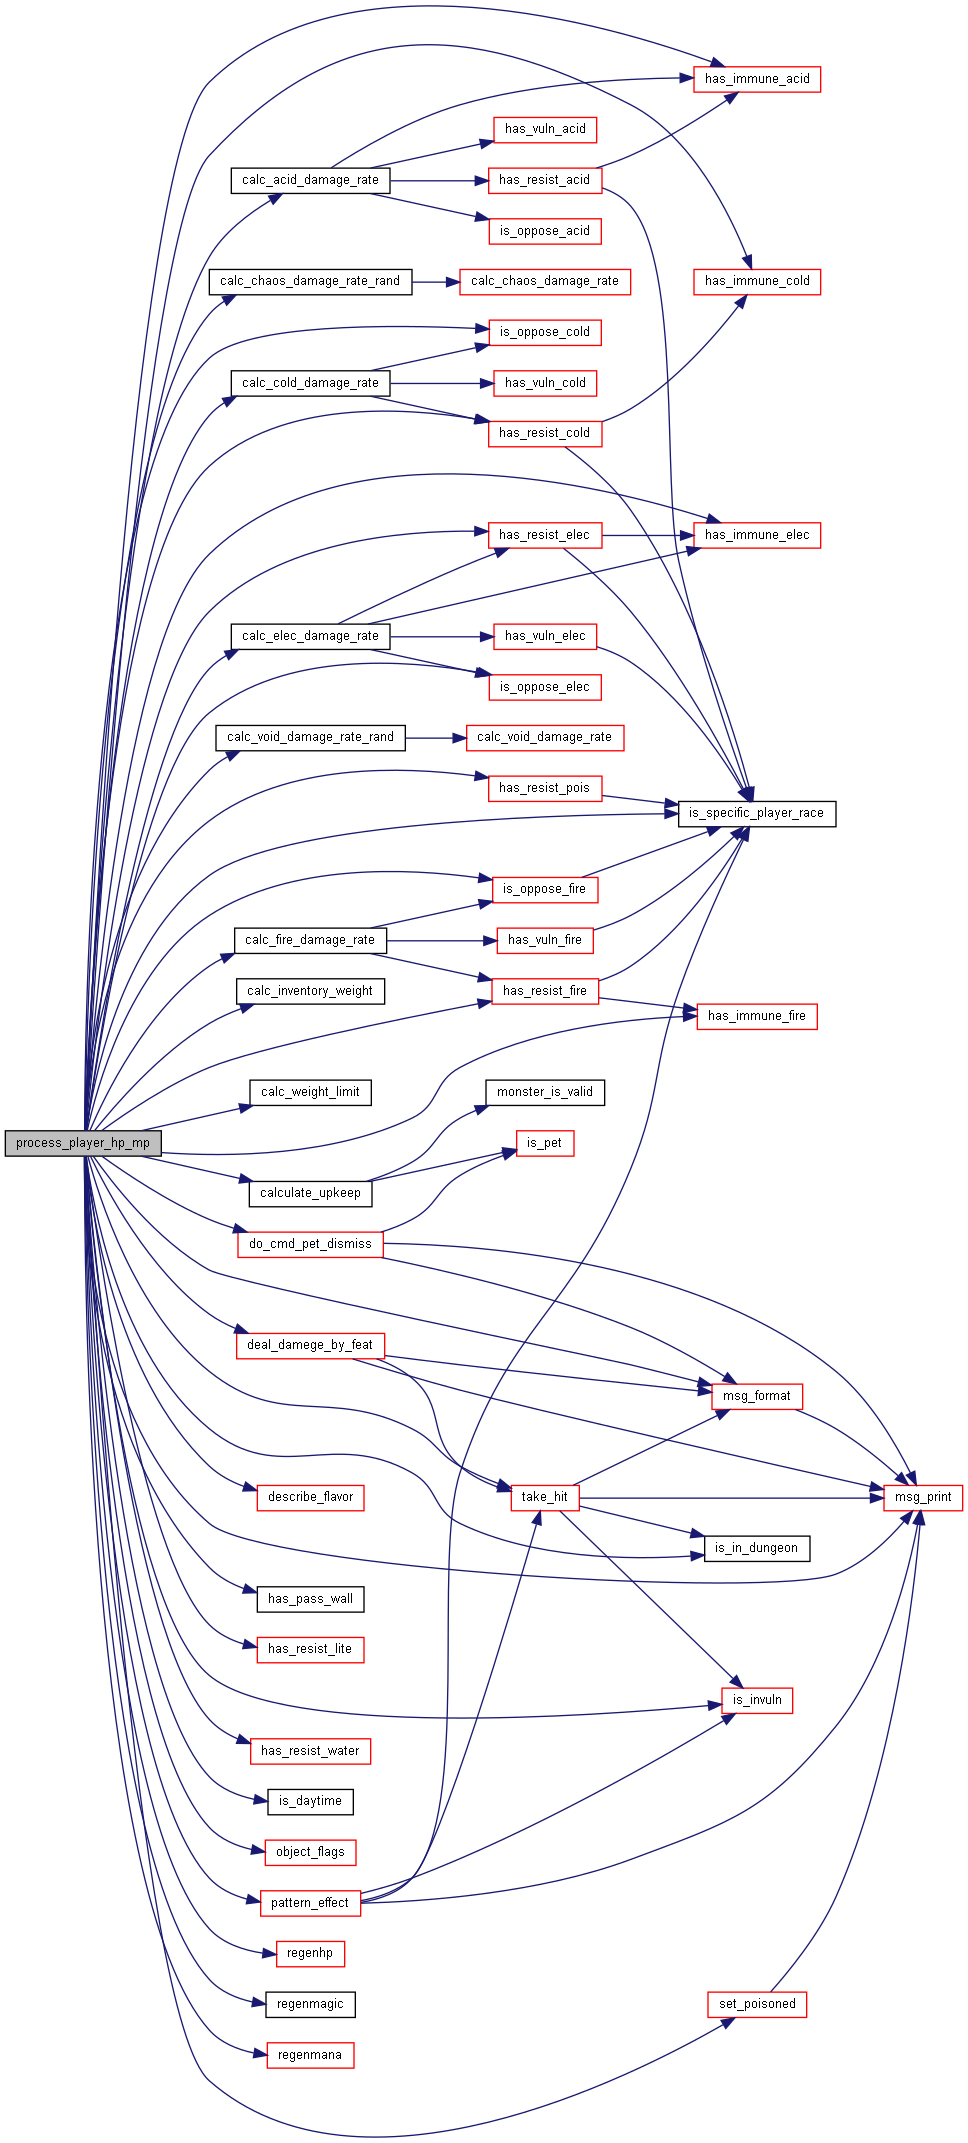 has_immune_acid
has_vuln_acid
calc_acid_damage_rate
has_resist_acid
is_oppose_acid
calc_chaos_damage_rate_rand
calc_chaos_damage_rate
has_immune_cold
is_oppose_cold
calc_cold_damage_rate
has_vuln_cold
has_resist_cold
has_resist_elec
has_immune_elec
calc_elec_damage_rate
has_vuln_elec
is_oppose_elec
calc_void_damage_rate_rand
calc_void_damage_rate
has_resist_pois
is_specific_player_race
is_oppose_fire
calc_fire_damage_rate
has_vuln_fire
calc_inventory_weight
has_resist_fire
has_immune_fire
calc_weight_limit
monster_is_valid
process_player_hp_mp
is_pet
calculate_upkeep
do_cmd_pet_dismiss
deal_damege_by_feat
msg_format
describe_flavor
take_hit
msg_print
is_in_dungeon
has_pass_wall
has_resist_lite
is_invuln
has_resist_water
is_daytime
object_flags
pattern_effect
regenhp
regenmagic
set_poisoned
regenmana